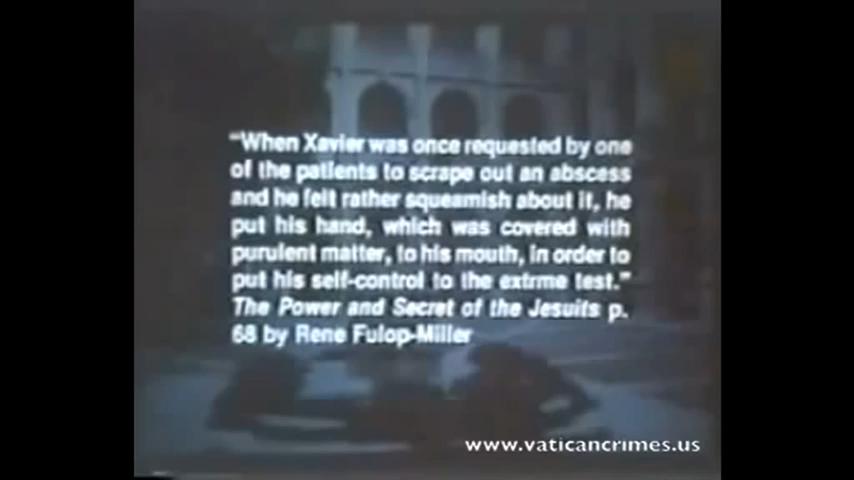 "When Xavier was once requested by one
of the patients to scrape out an abscess
and he felt rather squeamish about it, he
put his hand, which was covered with
purulent matter, to his mouth, in order to
put his self-control to the extrme test."
The Power and Secret of the Jesuits p.
68 by Rene Fulop-Miller
www.vaticancrimes.us